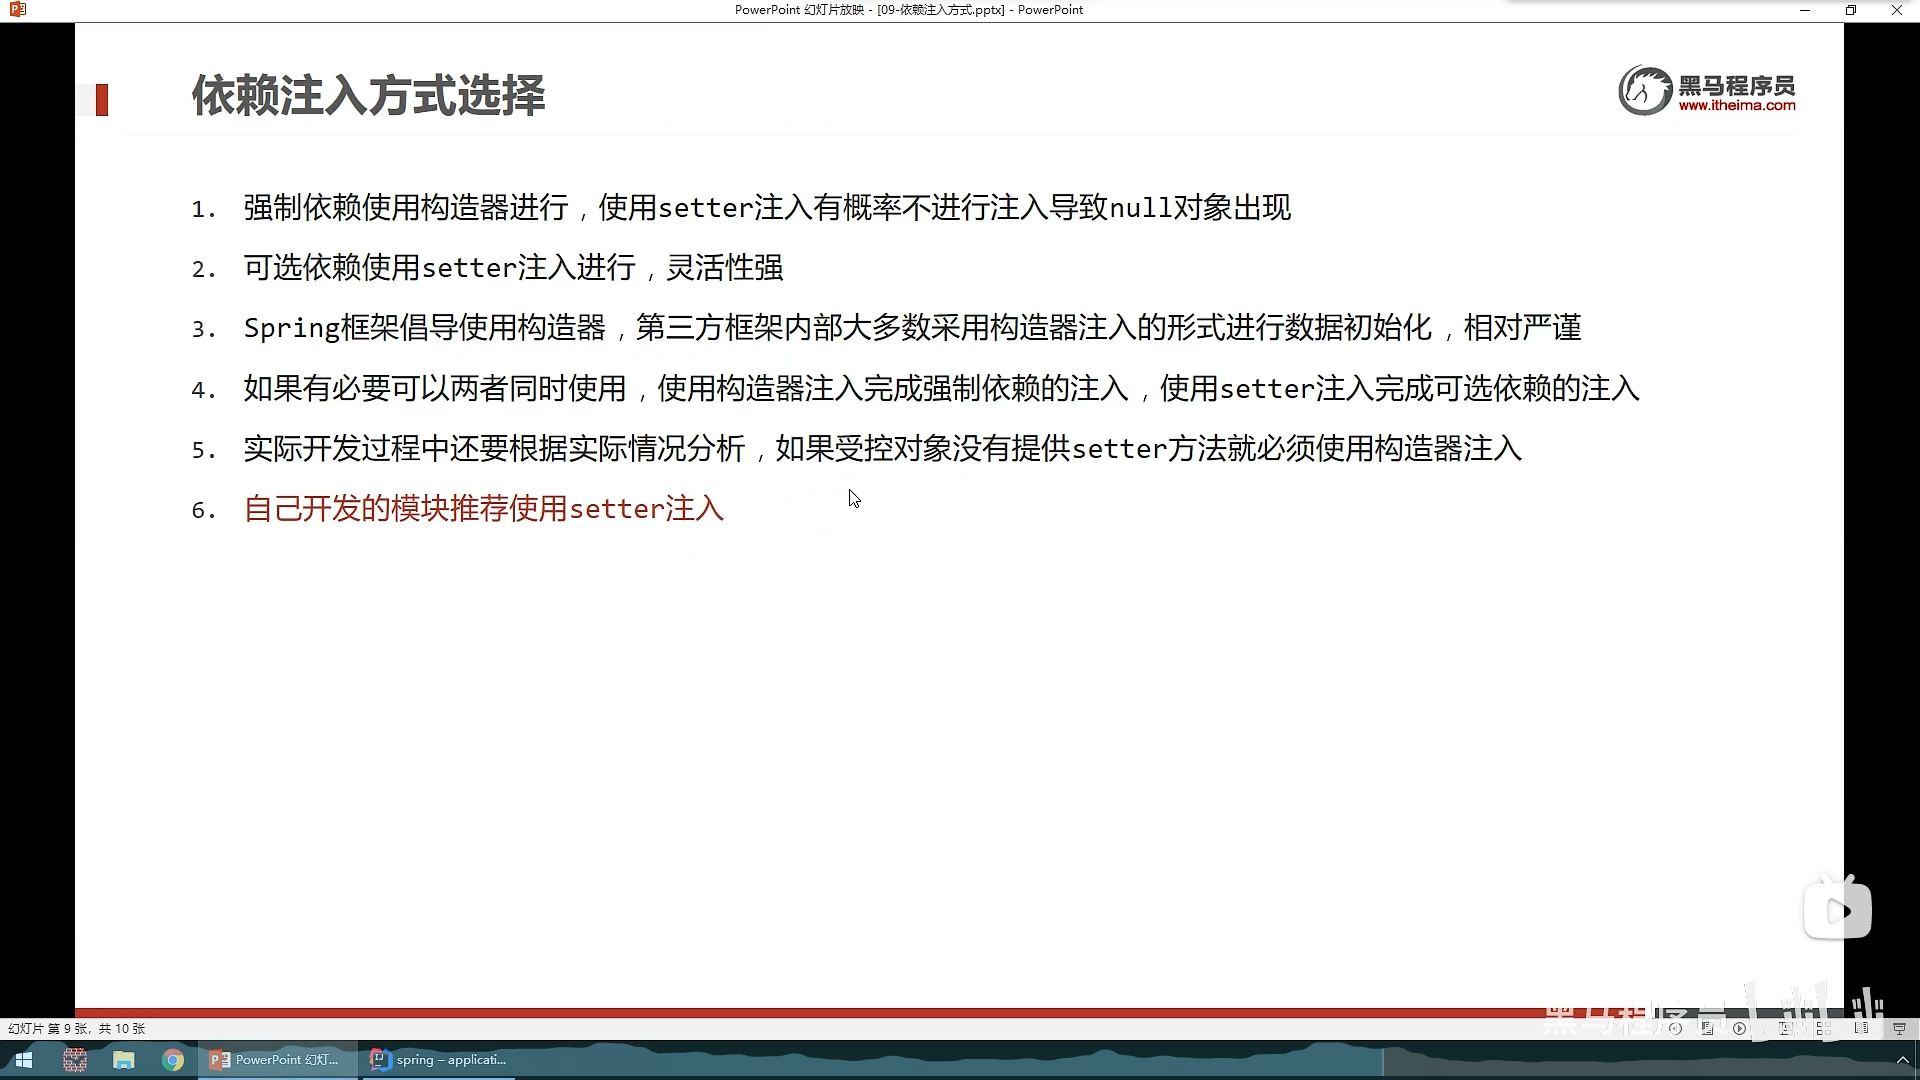 PowerPoint 幻灯片放映 - [09-依赖注入方式.pptx] - PowerPoint
依赖注入方式选择
黑马程序员
www.itheima.com
1. 强制依赖使用构造器进行，使用setter注入有概率不进行注入导致null对象出现
2. 可选依赖使用setter注入进行，灵活性强
3. Spring框架倡导使用构造器，第三方框架内部大多数采用构造器注入的形式进行数据初始化，相对严谨
4. 如果有必要可以两者同时使用，使用构造器注入完成强制依赖的注入，使用setter注入完成可选依赖的注入
5. 实际开发过程中还要根据实际情况分析，如果受控对象没有提供setter方法就必须使用构造器注入
6. 自己开发的模块推荐使用setter注入
黑马程序员
幻灯片 第 9 张，共 10 张
PowerPoint 幻灯...
spring – applicati...